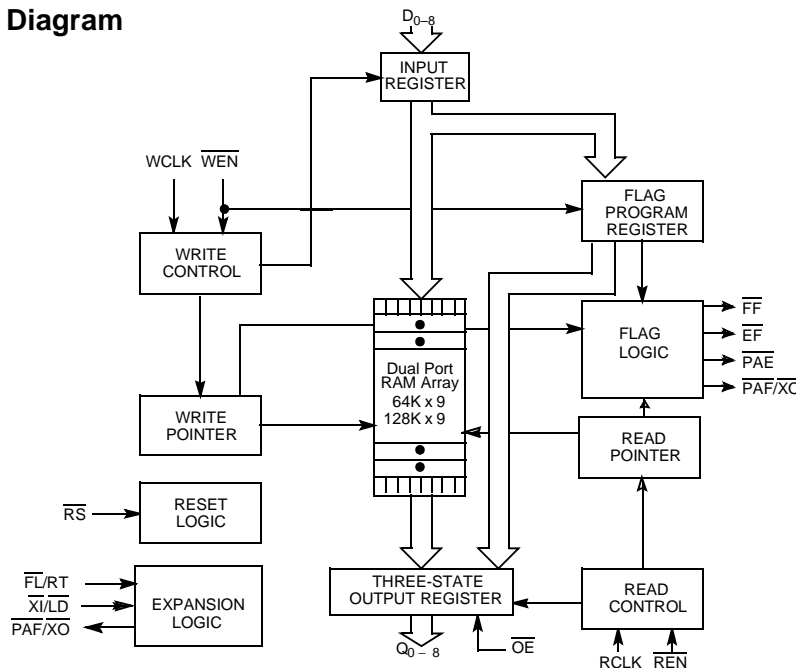 Diagram
D0–8
INPUT
REGISTER
WCLK WEN
FLAG
PROGRAM
REGISTER
WRITE
CONTROL
FF
EF
PAE
PAF/XO
FLAG
LOGIC
Dual Port
RAM Array
64K x 9
128K x 9
WRITE
POINTER
READ
POINTER
RS
RESET
LOGIC
FL/RT
XI/LD
PAF/XO
EXPANSION
LOGIC
THREE-STATE
OUTPUT REGISTER
READ
CONTROL
Q0 – 8
OE
RCLK REN